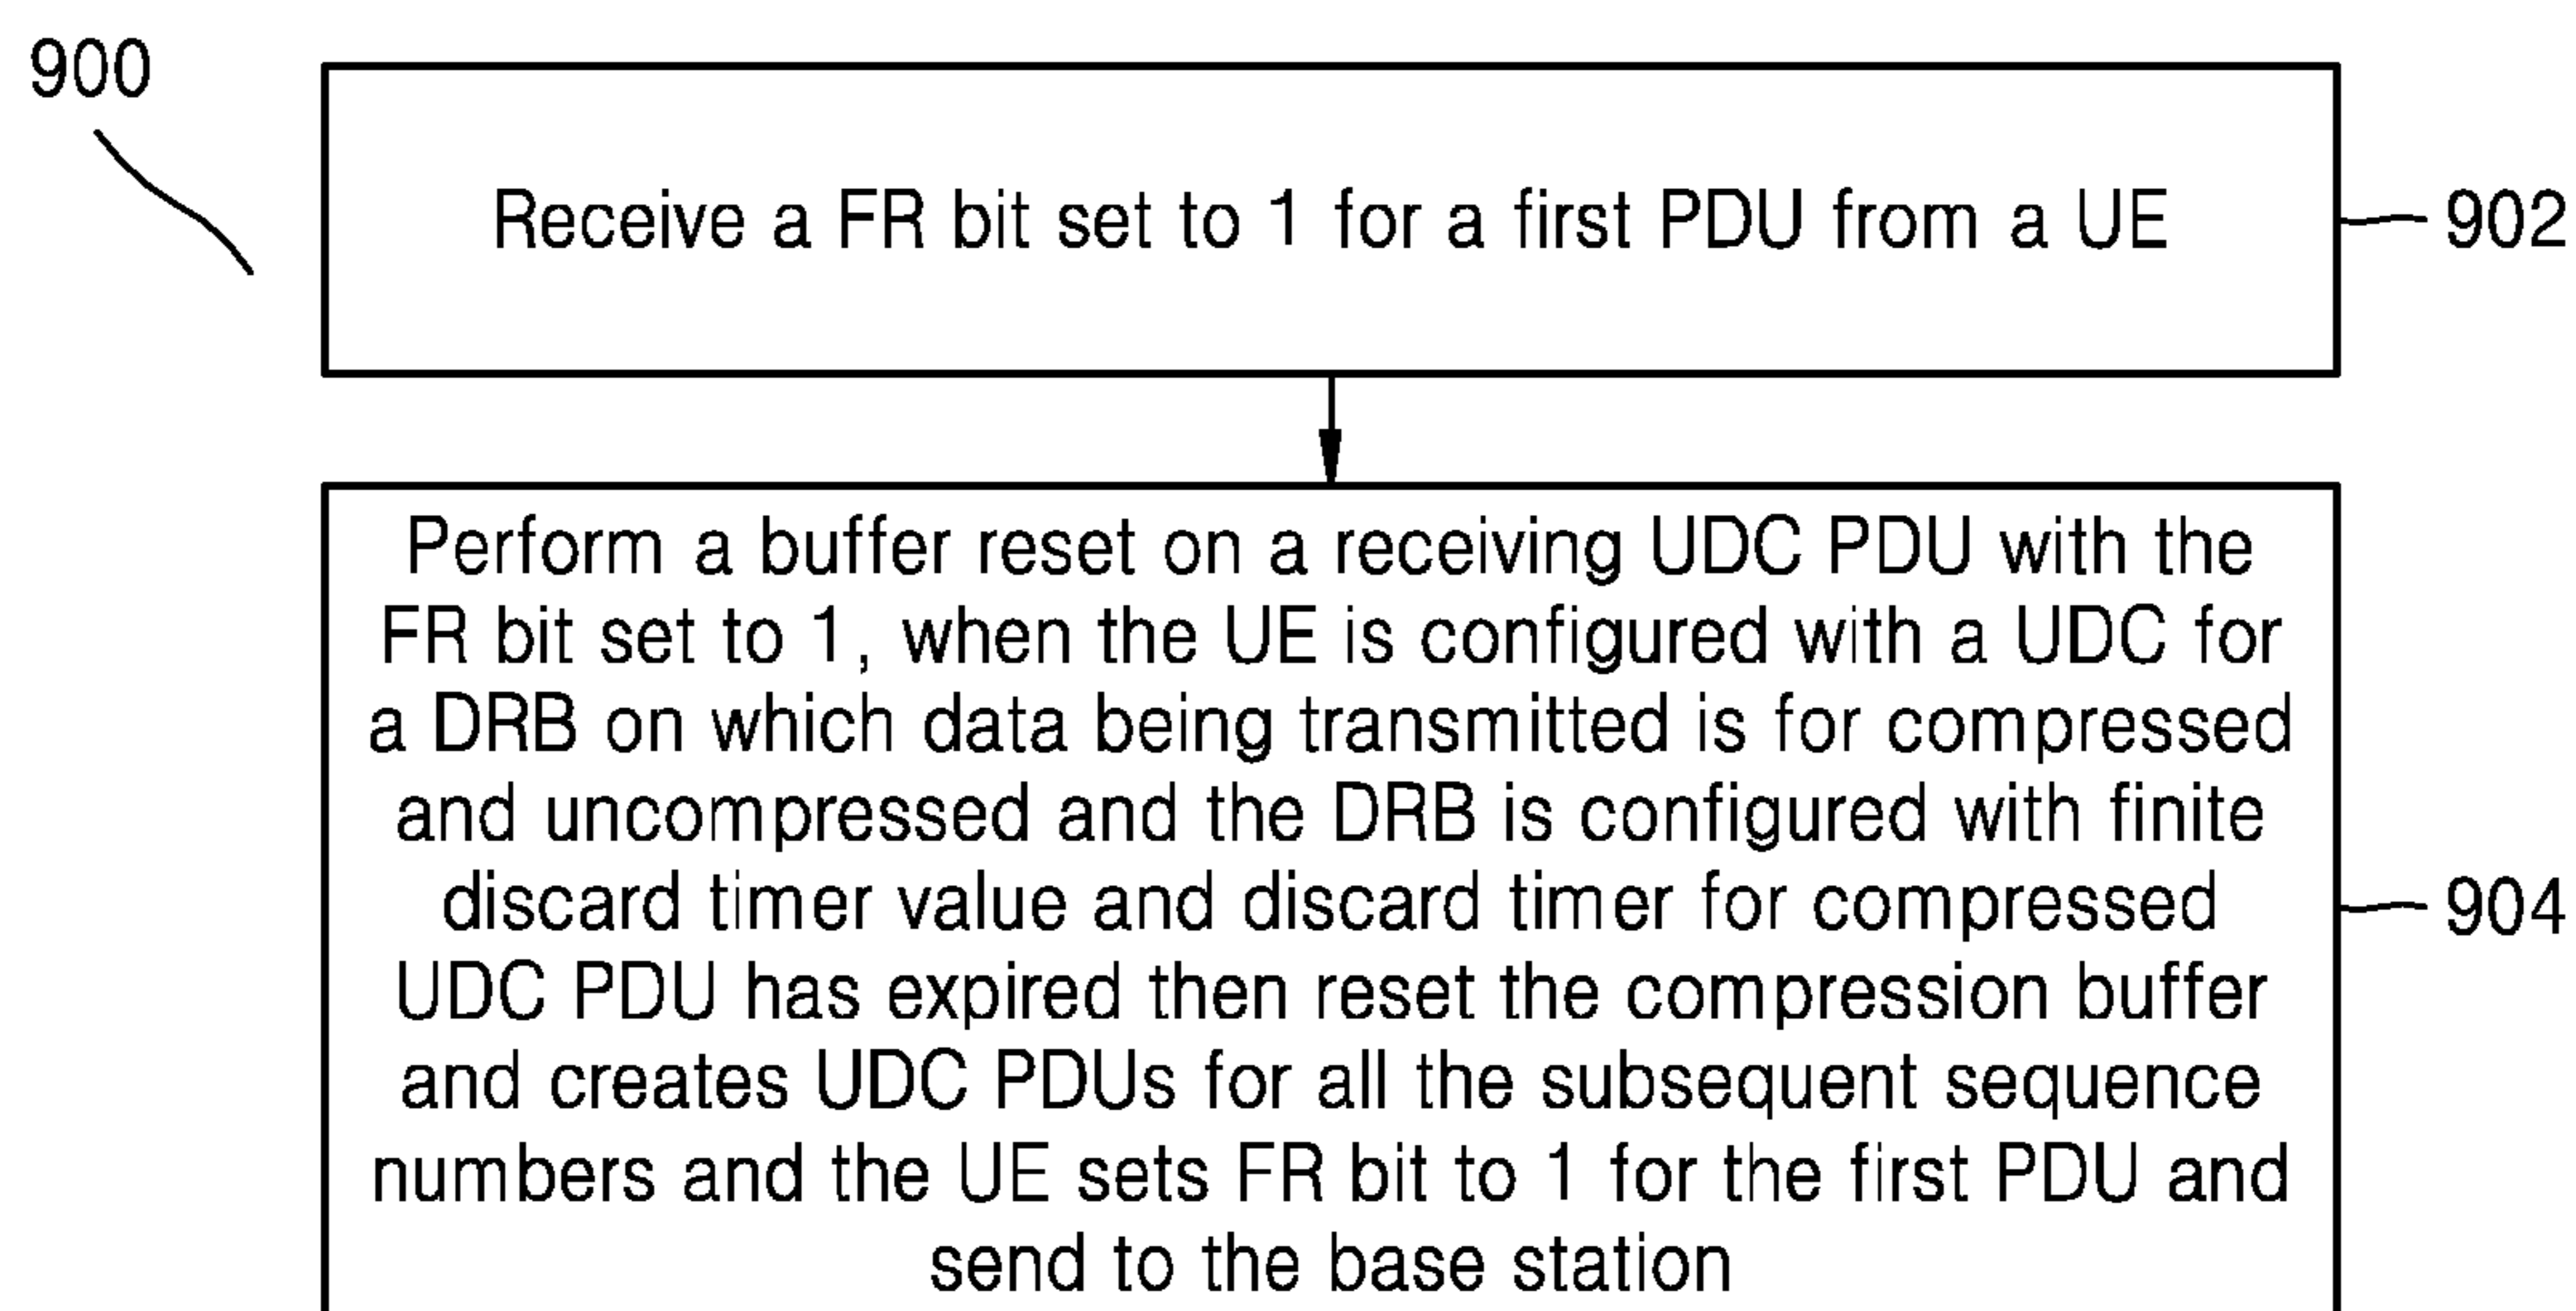 900
Receive a FR bit set to 1 for a first PDU from a UE
902
Perform a buffer reset on a receiving UDC PDU with the
FR bit set to 1, when the UE is configured with a UDC for
a DRB on which data being transmitted is for compressed
and uncompressed and the DRB is configured with finite
discard timer value and discard timer for compressed
904
UDC PDU has expired then reset the compression buffer
and creates UDC PDUs for all the subsequent sequence
numbers and the UE sets FR bit to 1 for the first PDU and
send to the base station